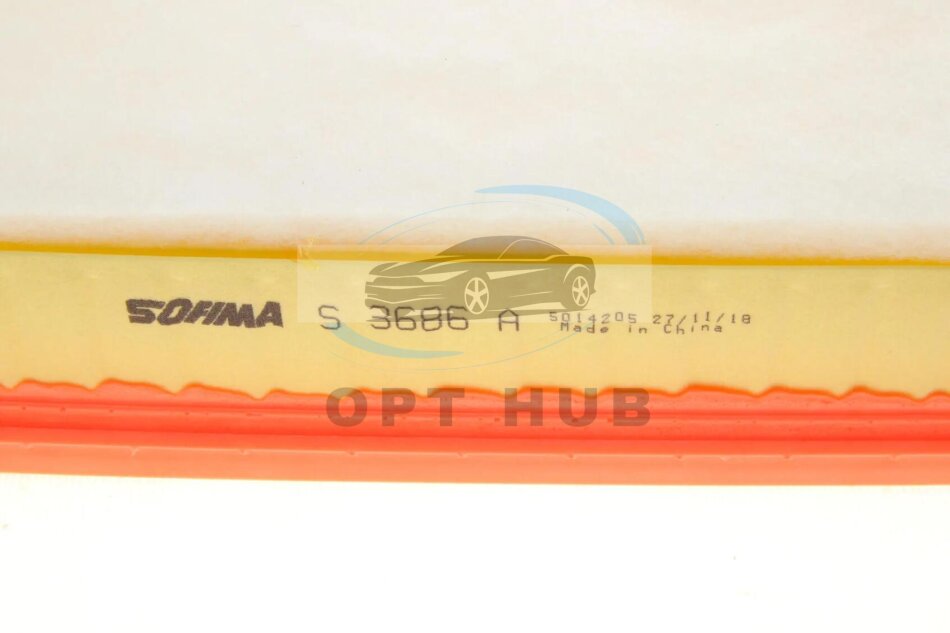 SOFIMA S 3686 A 5014205 27/11/18
Made in China
OPT HUB